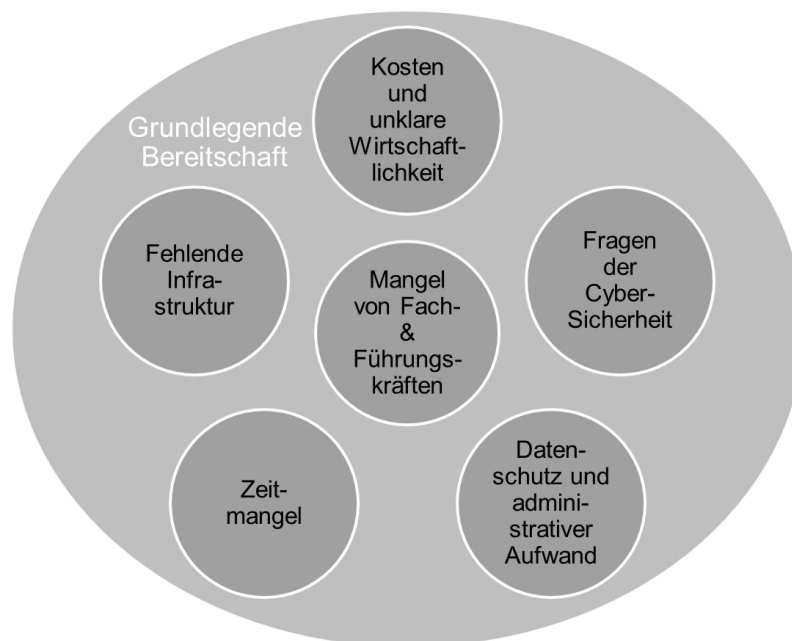 Kosten
und
unklare
Wirtschaft-
lichkeit
Grundlegende
Bereitschaft
Fehlende
Infra-
struktur
Mangel
von Fach-
&
Führungs-
kräften
Fragen
der
Cyber-
Sicherheit
Zeit-
mangel
Daten-
schutz und
admini-
strativer
Aufwand